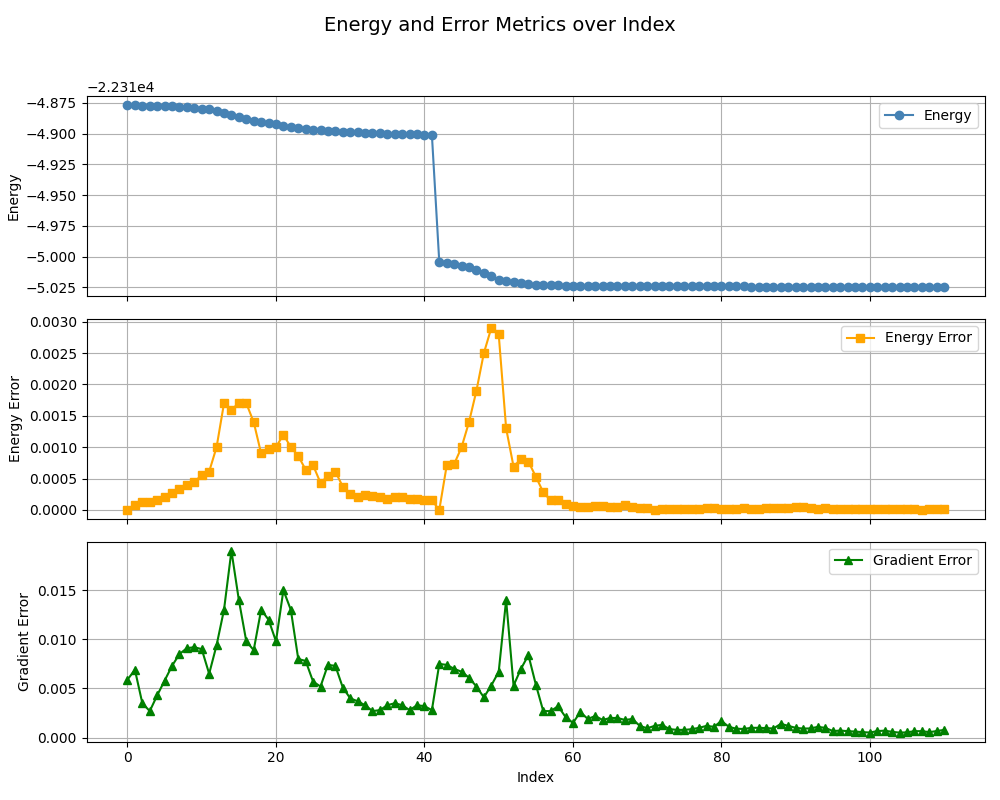 Energy and Error Metrics over Index
−2.231e4
−4.875
−4.900
−4.925
−4.950
−4.975
−5.000
−5.025
Energy
Energy
0.0030
0.0025
0.0020
0.0015
0.0010
0.0005
0.0000
Energy Error
Energy Error
0.015
0.010
0.005
0.000
Gradient Error
Gradient Error
0 20 40 60 80 100
Index